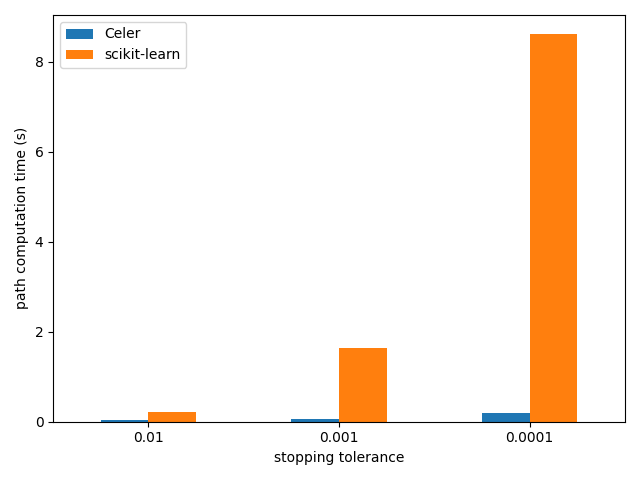 Celer
scikit-learn
path computation time (s)
8
6
4
2
0
0.01
0.001
0.0001
stopping tolerance